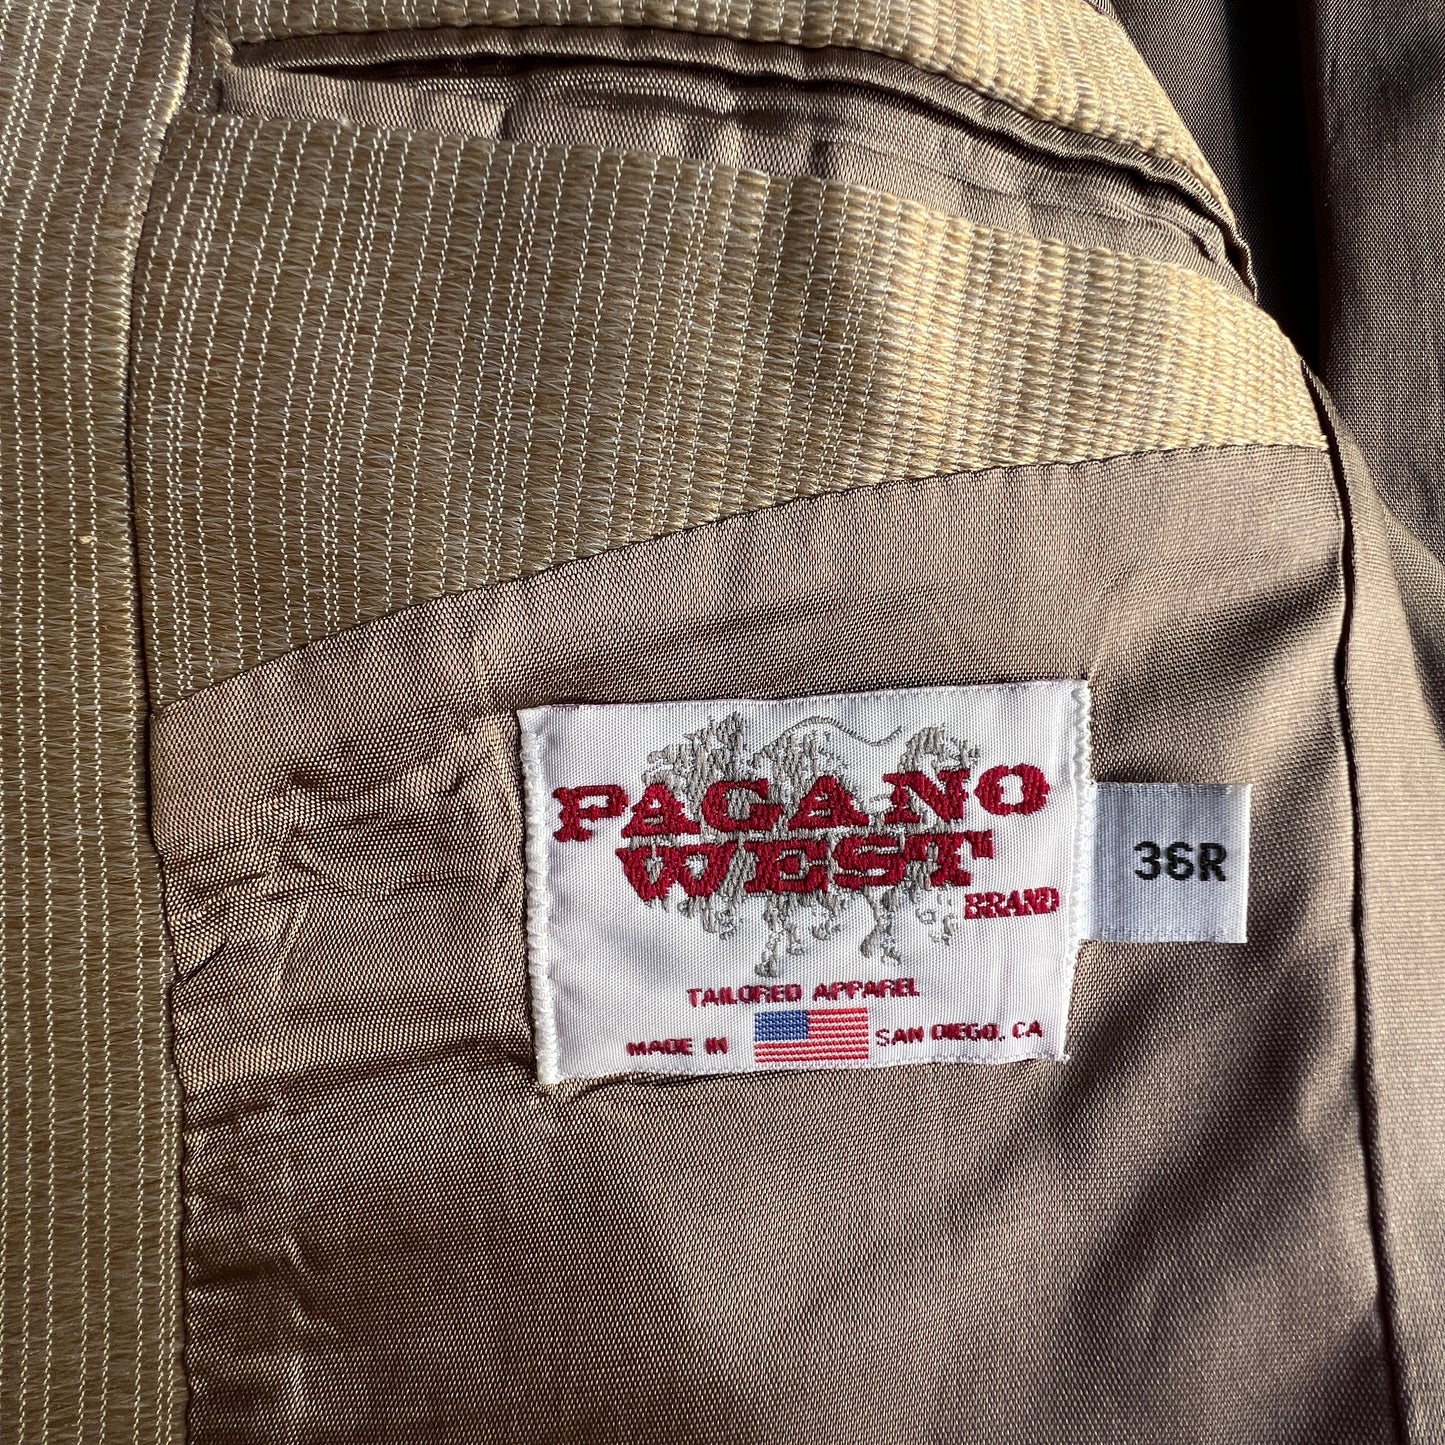 PAGANO
WEST
BRAND
TAILORED APPAREL
MADE IN SAN DIEGO, CA
36R